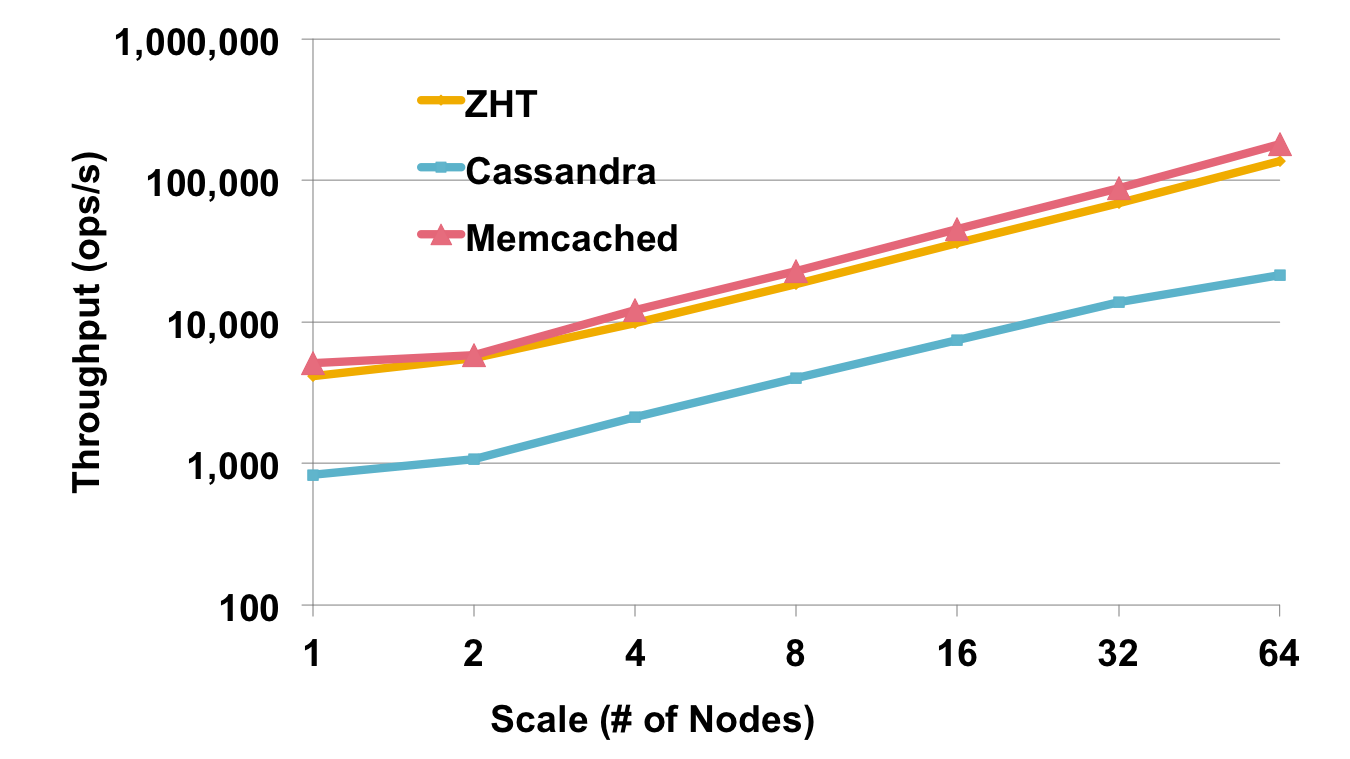 1,000,000
100,000
10,000
1,000
100
Throughput (ops/s)
ZHT
Cassandra
Memcached
1 2 4 8 16 32 64
Scale (# of Nodes)